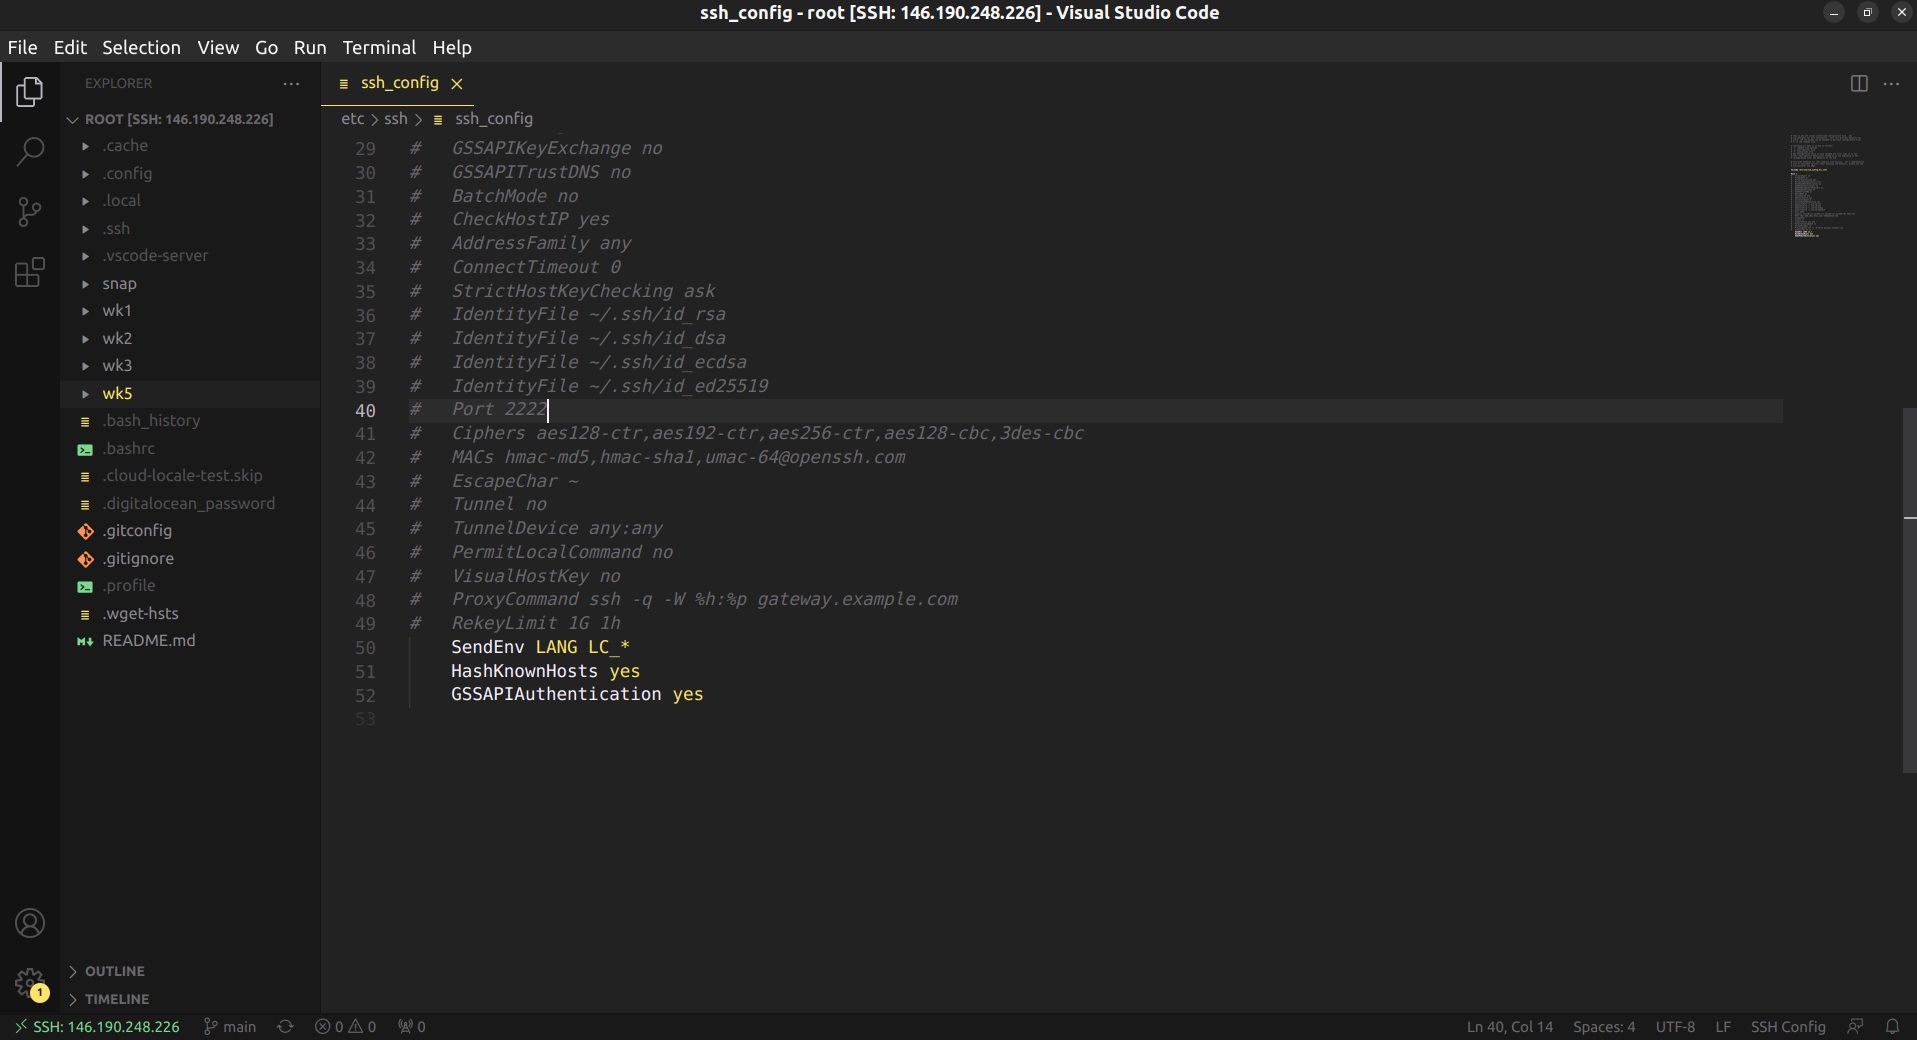 ssh_config - root [SSH: 146.190.248.226] - Visual Studio Code
File Edit Selection View Go Run Terminal Help
EXPLORER
ROOT [SSH: 146.190.248.226]
.cache
.config
.local
.ssh
.vscode-server
snap
wk1
wk2
wk3
wk5
.bash_history
.bashrc
.cloud-locale-test.skip
.digitalocean_password
.gitconfig
.gitignore
.profile
.wget-hsts
README.md
OUTLINE
TIMELINE
ssh_config
etc > ssh > ssh_config
29 # GSSAPIKeyExchange no
30 # GSSAPITrustDNS no
31 # BatchMode no
32 # CheckHostIP yes
33 # AddressFamily any
34 # ConnectTimeout 0
35 # StrictHostKeyChecking ask
36 # IdentityFile ~/.ssh/id_rsa
37 # IdentityFile ~/.ssh/id_dsa
38 # IdentityFile ~/.ssh/id_ecdsa
39 # IdentityFile ~/.ssh/id_ed25519
40 # Port 2222
41 # Ciphers aes128-ctr,aes192-ctr,aes256-ctr,aes128-cbc,3des-cbc
42 # MACs hmac-md5,hmac-sha1,umac-64@openssh.com
43 # EscapeChar ~
44 # Tunnel no
45 # TunnelDevice any:any
46 # PermitLocalCommand no
47 # VisualHostKey no
48 # ProxyCommand ssh -q -W %h:%p gateway.example.com
49 # RekeyLimit 1G 1h
50 SendEnv LANG LC_*
51 HashKnownHosts yes
52 GSSAPIAuthentication yes
53
1
SSH: 146.190.248.226 main 0 0 0 Ln 40, Col 14 Spaces: 4 UTF-8 LF SSH Config